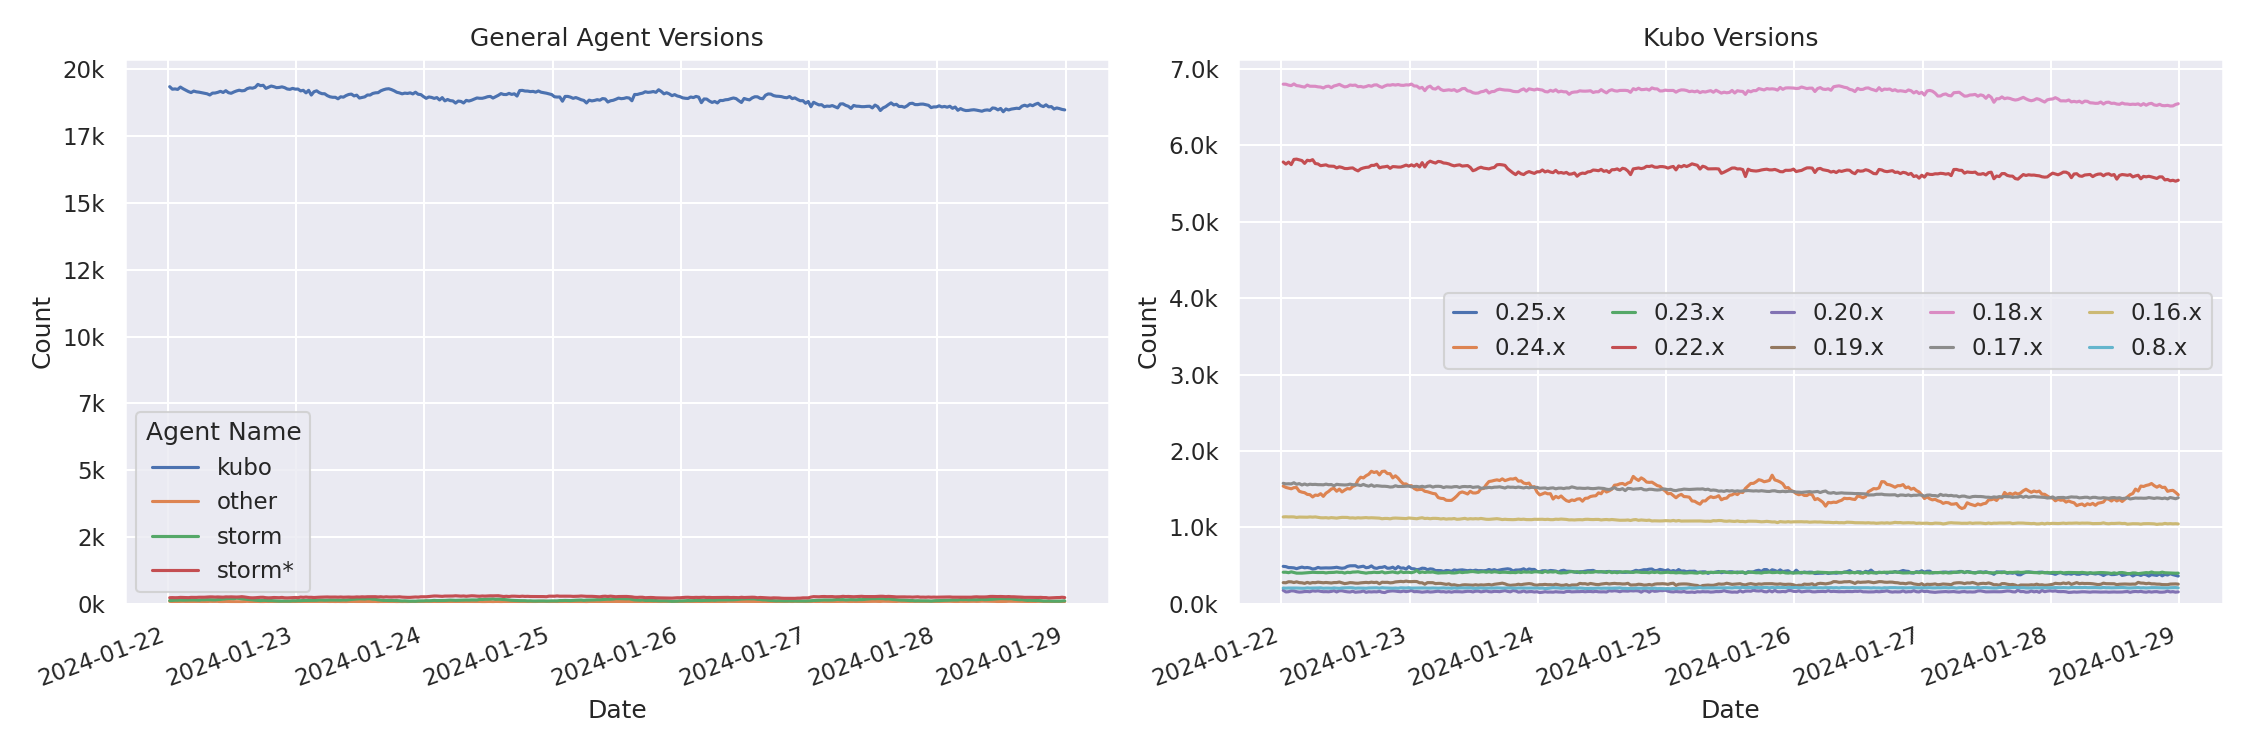 General Agent Versions
20k
17k
15k
12k
10k
7k
5k
2k
0k
Count
Agent Name
kubo
other
storm
storm*
2024-01-22
2024-01-23
2024-01-24
2024-01-25
2024-01-26
2024-01-27
2024-01-28
2024-01-29
Date
Kubo Versions
7.0k
6.0k
5.0k
4.0k
3.0k
2.0k
1.0k
0.0k
Count
0.25.x 0.23.x 0.20.x 0.18.x 0.16.x
0.24.x 0.22.x 0.19.x 0.17.x 0.8.x
2024-01-22
2024-01-23
2024-01-24
2024-01-25
2024-01-26
2024-01-27
2024-01-28
2024-01-29
Date